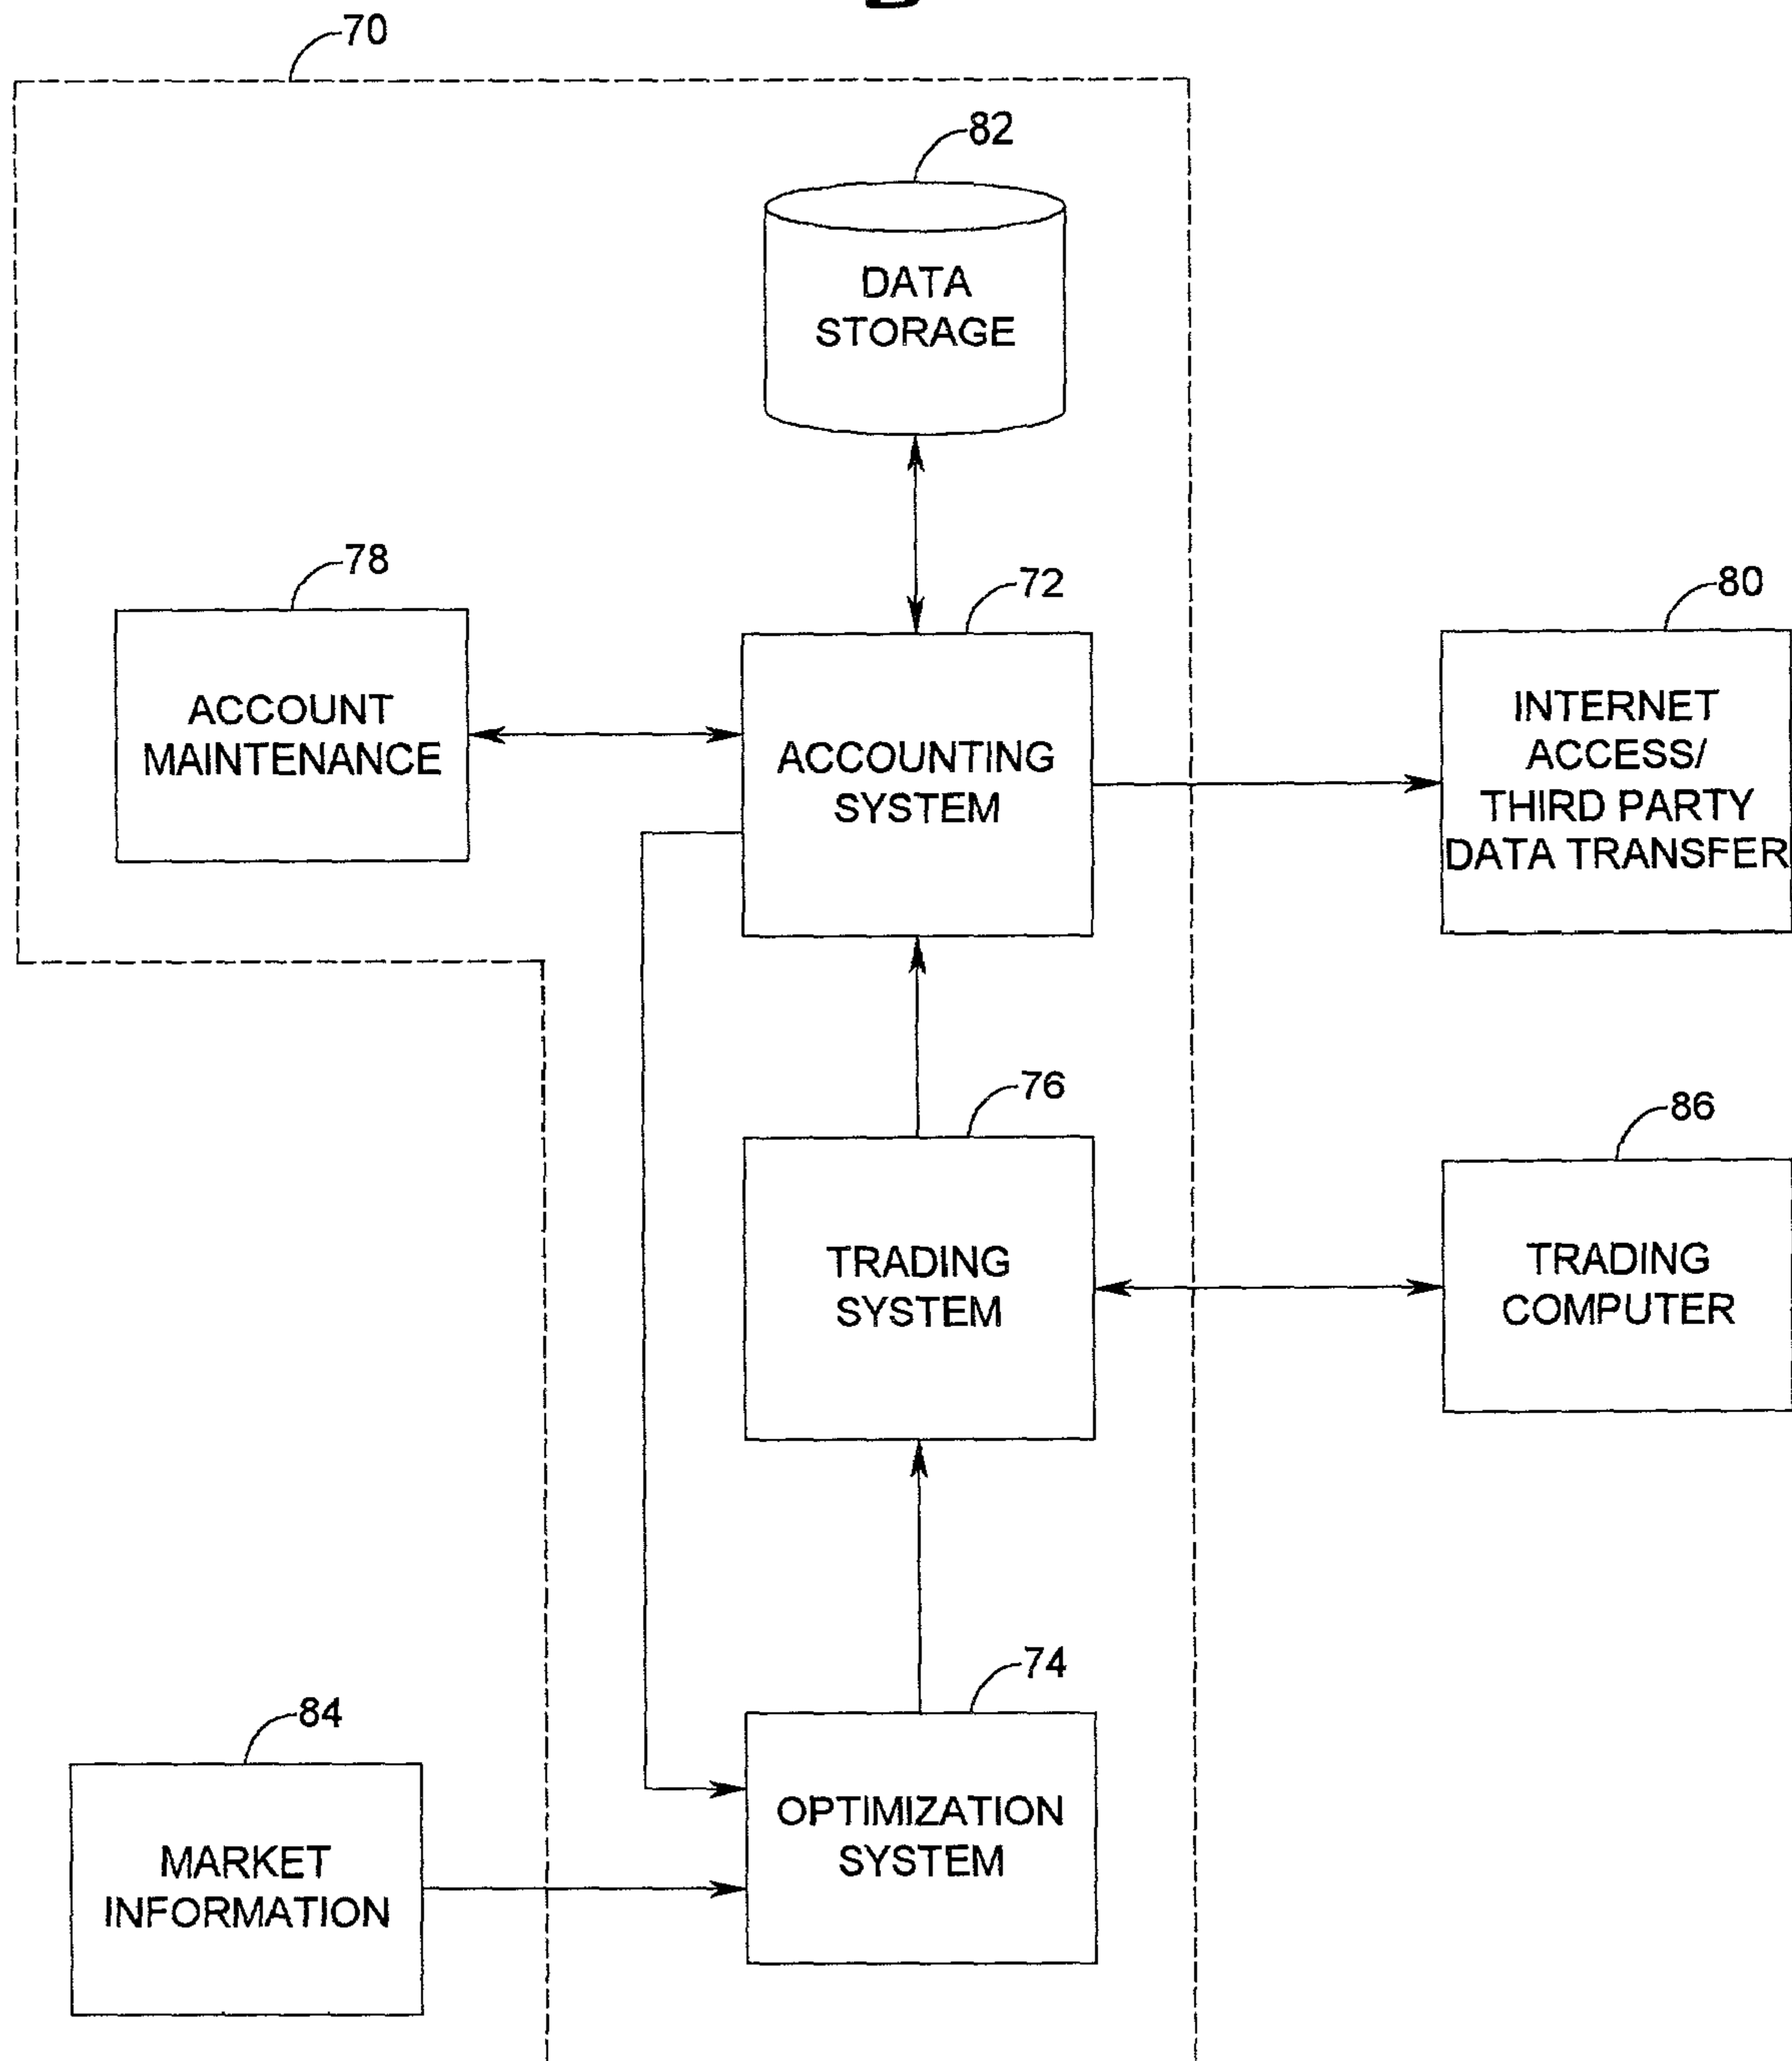 70
82
DATA
STORAGE
78
72
80
ACCOUNT
MAINTENANCE
ACCOUNTING
SYSTEM
INTERNET
ACCESS/
THIRD PARTY
DATA TRANSFER
76
86
TRADING
SYSTEM
TRADING
COMPUTER
74
84
OPTIMIZATION
SYSTEM
MARKET
INFORMATION